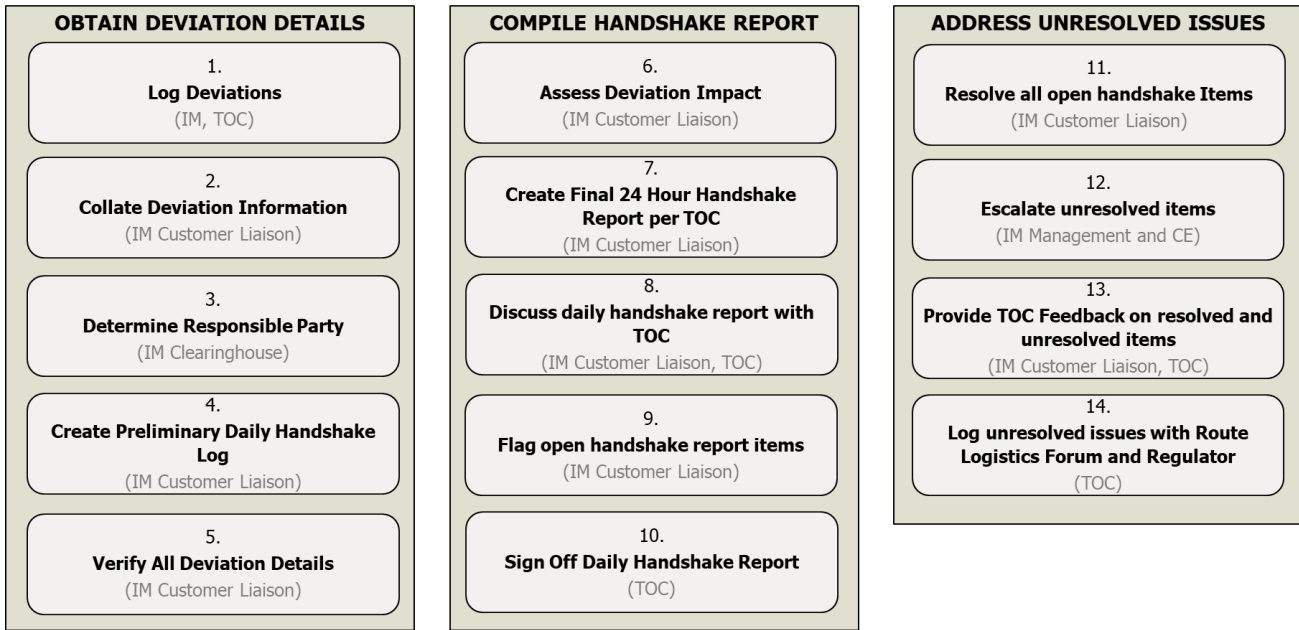 OBTAIN DEVIATION DETAILS
1.
Log Deviations
(IM, TOC)
2.
Collate Deviation Information
(IM Customer Liaison)
3.
Determine Responsible Party
(IM Clearinghouse)
4.
Create Preliminary Daily Handshake
Log
(IM Customer Liaison)
5.
Verify All Deviation Details
(IM Customer Liaison)
COMPILE HANDSHAKE REPORT
6.
Assess Deviation Impact
(IM Customer Liaison)
7.
Create Final 24 Hour Handshake
Report per TOC
(IM Customer Liaison)
8.
Discuss daily handshake report with
TOC
(IM Customer Liaison, TOC)
9.
Flag open handshake report items
(IM Customer Liaison)
10.
Sign Off Daily Handshake Report
(TOC)
ADDRESS UNRESOLVED ISSUES
11.
Resolve all open handshake Items
(IM Customer Liaison)
12.
Escalate unresolved items
(IM Management and CE)
13.
Provide TOC Feedback on resolved and
unresolved items
(IM Customer Liaison, TOC)
14.
Log unresolved issues with Route
Logistics Forum and Regulator
(TOC)